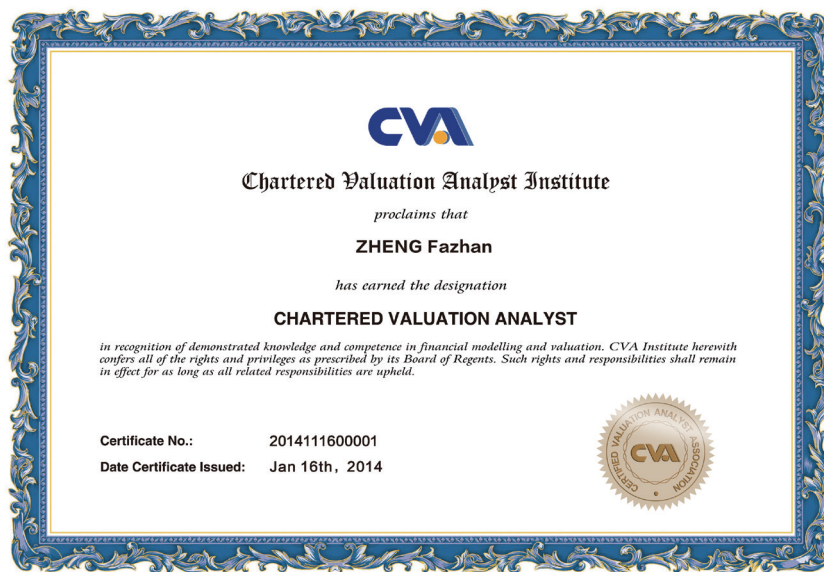 CVA
Chartered Valuation Analyst Institute
proclaims that
ZHENG Fazhan
has earned the designation
CHARTERED VALUATION ANALYST
in recognition of demonstrated knowledge and competence in financial modelling and valuation. CVA Institute herewith
confers all of the rights and privileges as prescribed by its Board of Regents. Such rights and responsibilities shall remain
in effect for as long as all related responsibilities are upheld.
Certificate No.: 2014111600001
Date Certificate Issued: Jan 16th, 2014
CERTIFIED VALUATION ANALYST ASSOCIATION
CVA